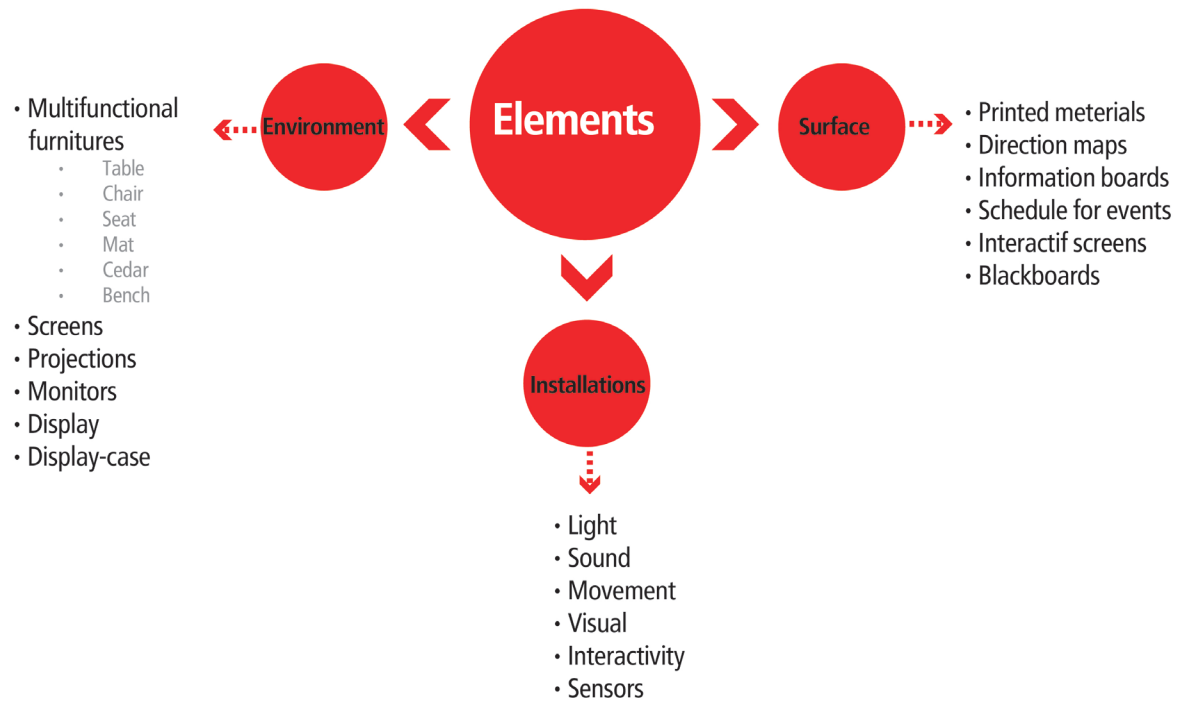 Elements
Environment
• Multifunctional
furnitures
• Table
• Chair
• Seat
• Mat
• Cedar
• Bench
• Screens
• Projections
• Monitors
• Display
• Display-case
Surface
• Printed meterials
• Direction maps
• Information boards
• Schedule for events
• Interactif screens
• Blackboards
Installations
• Light
• Sound
• Movement
• Visual
• Interactivity
• Sensors